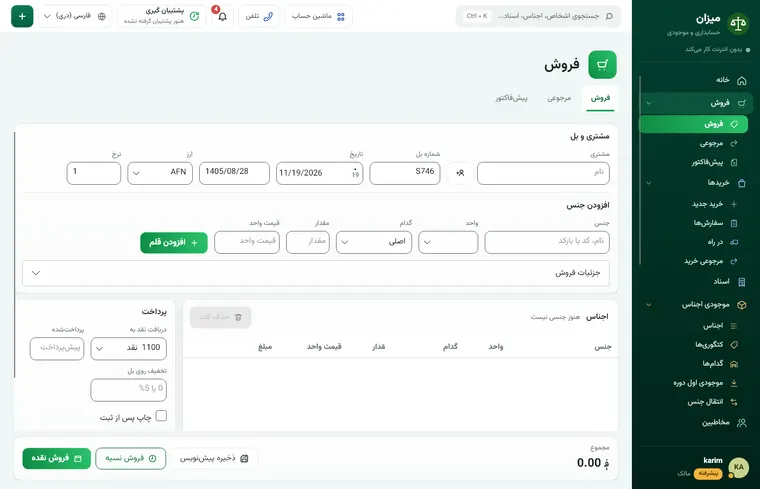 میزان
حسابداری و موجودی
بدون انترنت کار می‌کند
خانه
فروش
فروش
مرجوعی
پیش‌فاکتور
خریدها
خرید جدید
سفارش‌ها
در راه
مرجوعی خرید
اسناد
موجودی اجناس
اجناس
کتگوری‌ها
گدام‌ها
موجودی اول دوره
انتقال جنس
مخاطبین
KA
karim
مالک پیشرفته
جستجوی اشخاص، اجناس، اسناد... Ctrl + K
ماشین حساب
تلفن
4
پشتیبان گیری
هنوز پشتیبان گرفته نشده
فارسی (دری)
فروش
فروش مرجوعی پیش‌فاکتور
مشتری و بل
مشتری شماره بل تاریخ ارز نرخ
نام S746 19 11/19/2026 1405/08/28 AFN 1
افزودن جنس
جنس واحد گدام مقدار قیمت واحد
نام، کد یا بارکد اصلی مقدار قیمت واحد افزودن قلم
جزئیات فروش
اجناس هنوز جنسی نیست حذف قلم
جنس واحد گدام مقدار قیمت واحد مبلغ
پرداخت
دریافت نقد به پرداخت‌شده
1100 نقد پیش‌پرداخت
تخفیف روی بل
0 یا 5%
چاپ پس از ثبت
مجموع
؋ 0.00
ذخیره پیش‌نویس
فروش نسیه
فروش نقده